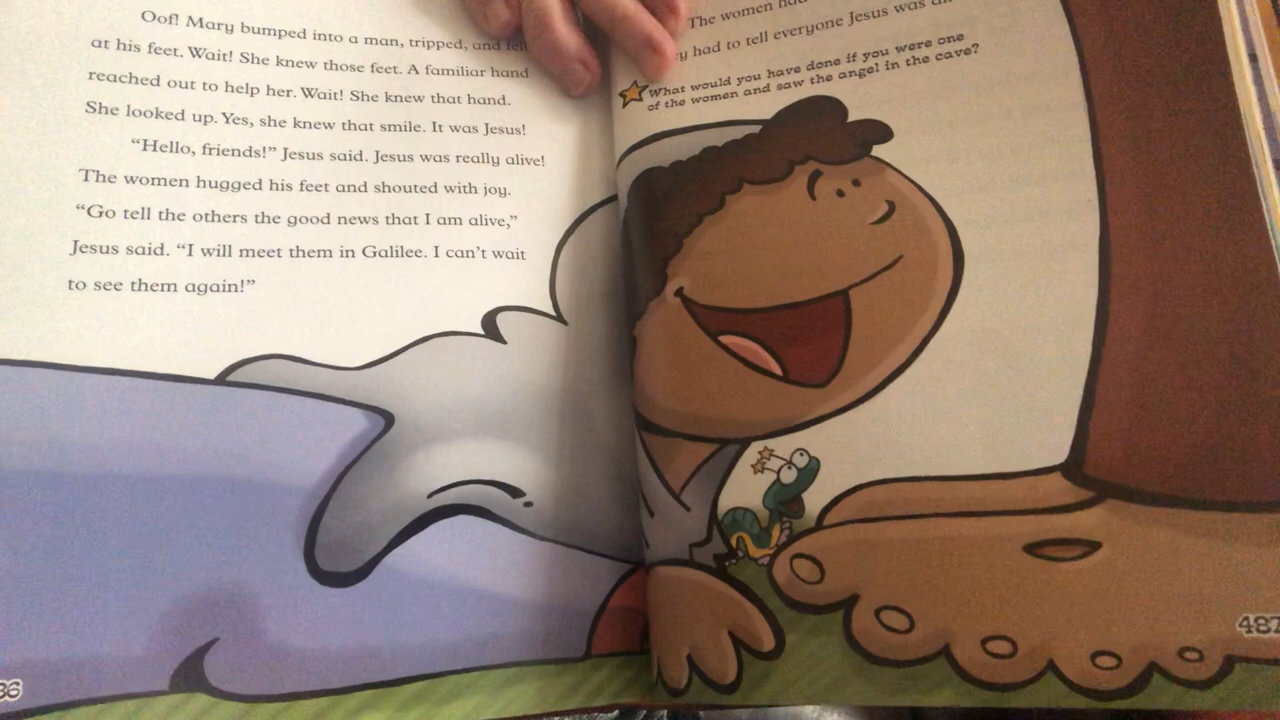 Oof! Mary bumped into a man, tripped, and fell
at his feet. Wait! She knew those feet. A familiar hand
reached out to help her. Wait! She knew that hand.
She looked up. Yes, she knew that smile. It was Jesus!
“Hello, friends!” Jesus said. Jesus was really alive!
The women hugged his feet and shouted with joy.
“Go tell the others the good news that I am alive,”
Jesus said. “I will meet them in Galilee. I can’t wait
to see them again!”
36
The women
had to tell everyone Jesus was
What would you have done if you were one
of the women and saw the angel in the cave?
487